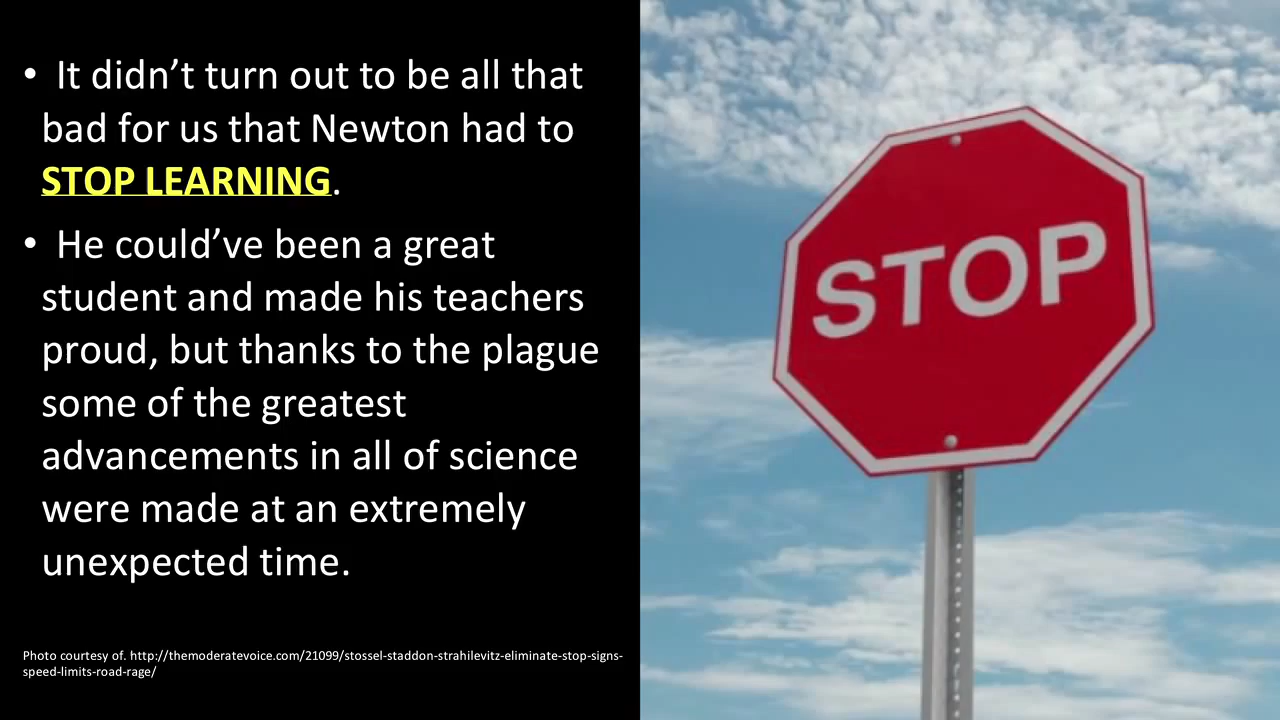 • It didn’t turn out to be all that
bad for us that Newton had to
STOP LEARNING.
• He could’ve been a great
student and made his teachers
proud, but thanks to the plague
some of the greatest
advancements in all of science
were made at an extremely
unexpected time.
Photo courtesy of. http://themoderatevoice.com/21099/stossel-staddon-strahilevitz-eliminate-stop-signs-
speed-limits-road-rage/
STOP